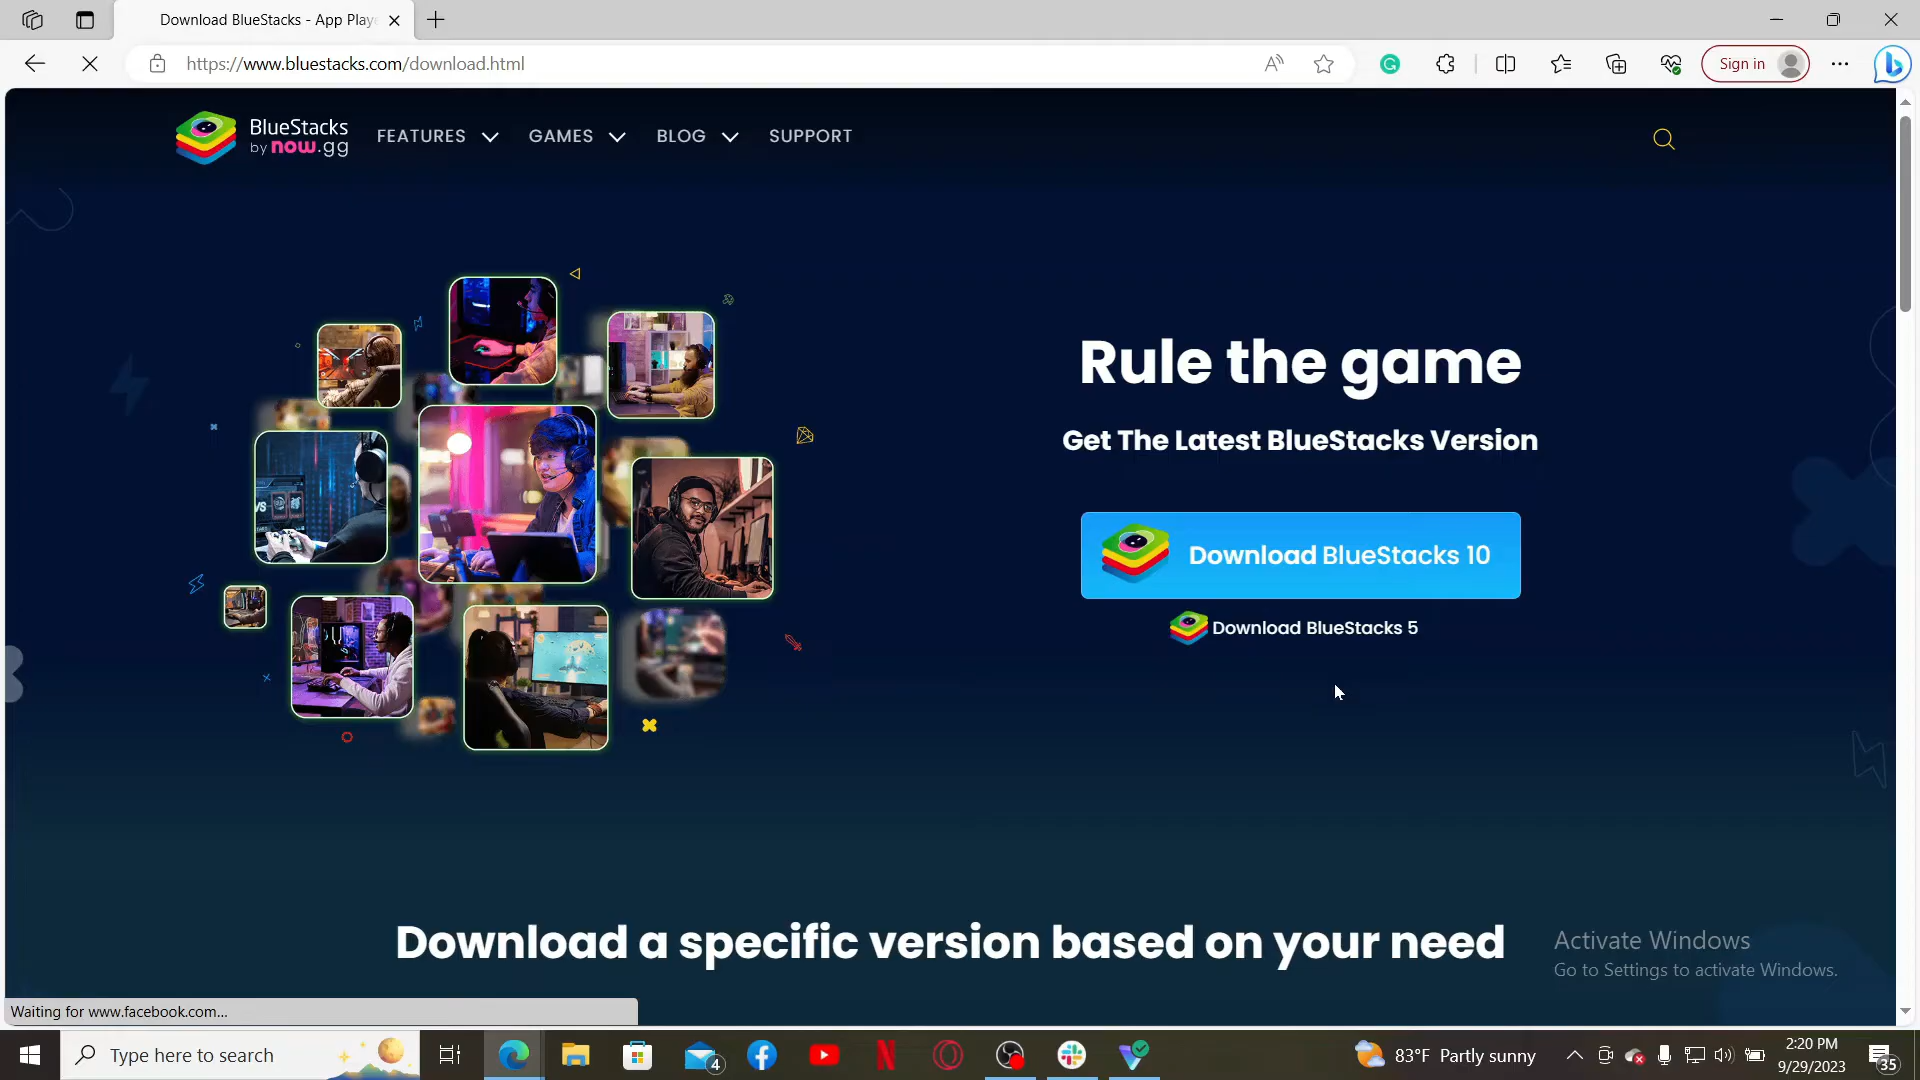 Download BlueStacks - App Playe
https://www.bluestacks.com/download.html
Sign in
BlueStacks
by now.gg
FEATURES
GAMES
BLOG
SUPPORT
Rule the game
Get The Latest BlueStacks Version
Download BlueStacks 10
Download BlueStacks 5
Download a specific version based on your need
Activate Windows
Go to Settings to activate Windows.
Waiting for www.facebook.com...
Type here to search
4
83°F Partly sunny
2:20 PM
9/29/2023
35